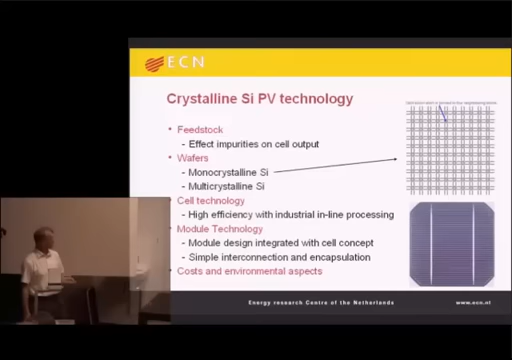 ECN
Crystalline Si PV technology
• Feedstock
- Effect impurities on cell output
• Wafers
- Monocrystalline Si
- Multicrystalline Si
• Cell technology
- High efficiency with industrial in-line processing
• Module Technology
- Module design integrated with cell concept
- Simple interconnection and encapsulation
• Costs and environmental aspects
Energy research Centre of the Netherlands
www.ecn.nl